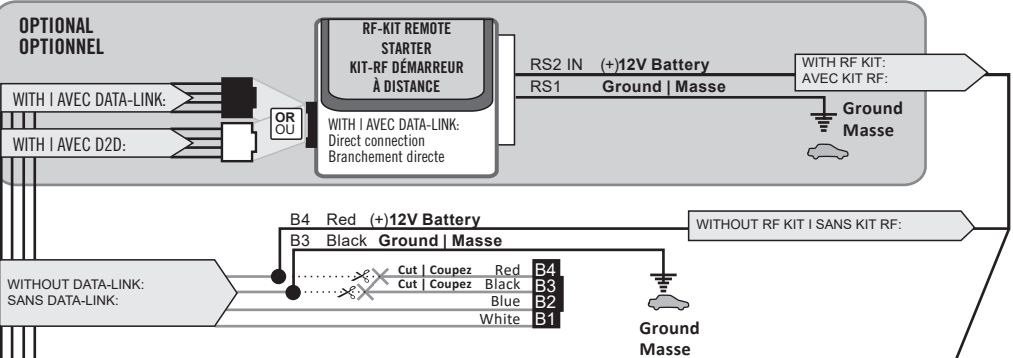 OPTIONAL
OPTIONNEL
RF-KIT REMOTE
STARTER
KIT-RF DÉMARREUR
À DISTANCE
WITH | AVEC DATA-LINK:
Direct connection
Branchement directe
WITH | AVEC DATA-LINK:
WITH | AVEC D2D:
OR
OU
RS2 IN (+)12V Battery
RS1 Ground | Masse
WITH RF KIT:
AVEC KIT RF:
Ground
Masse
B4 Red (+)12V Battery
B3 Black Ground | Masse
WITHOUT RF KIT I SANS KIT RF:
WITHOUT DATA-LINK:
SANS DATA-LINK:
Cut | Coupez Red B4
Cut | Coupez Black B3
Blue B2
White B1
Ground
Masse